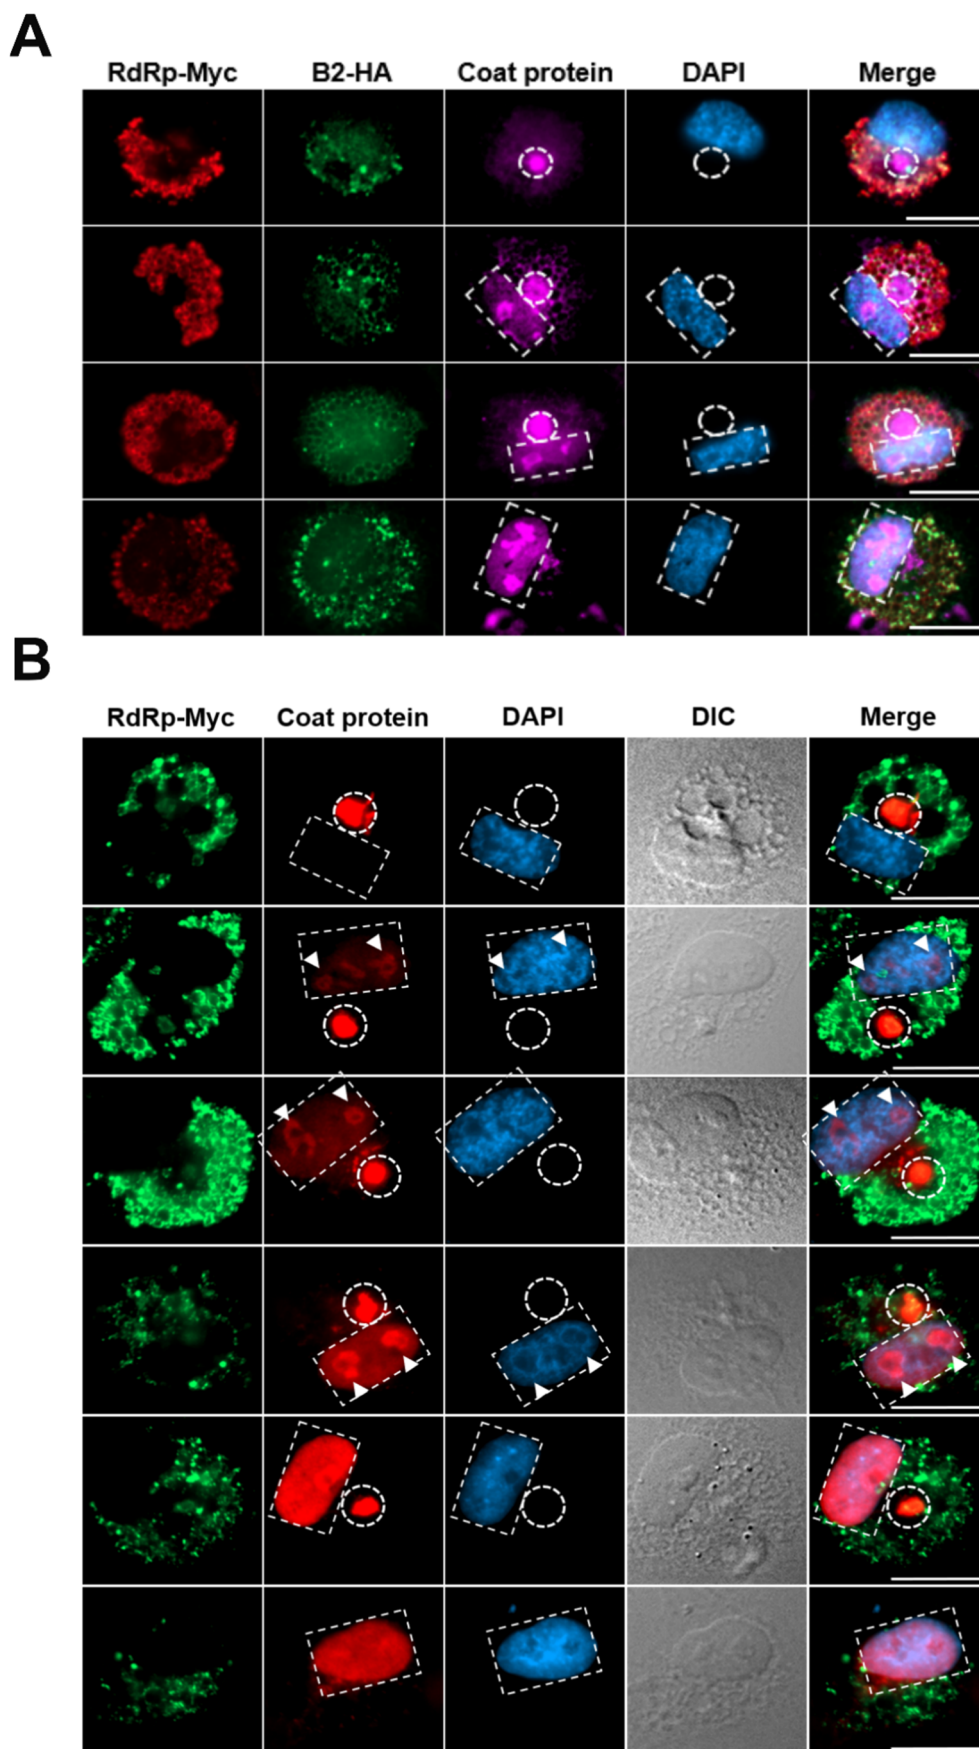 A
RdRp-Myc B2-HA Coat protein DAPI Merge
B
RdRp-Myc Coat protein DAPI DIC Merge